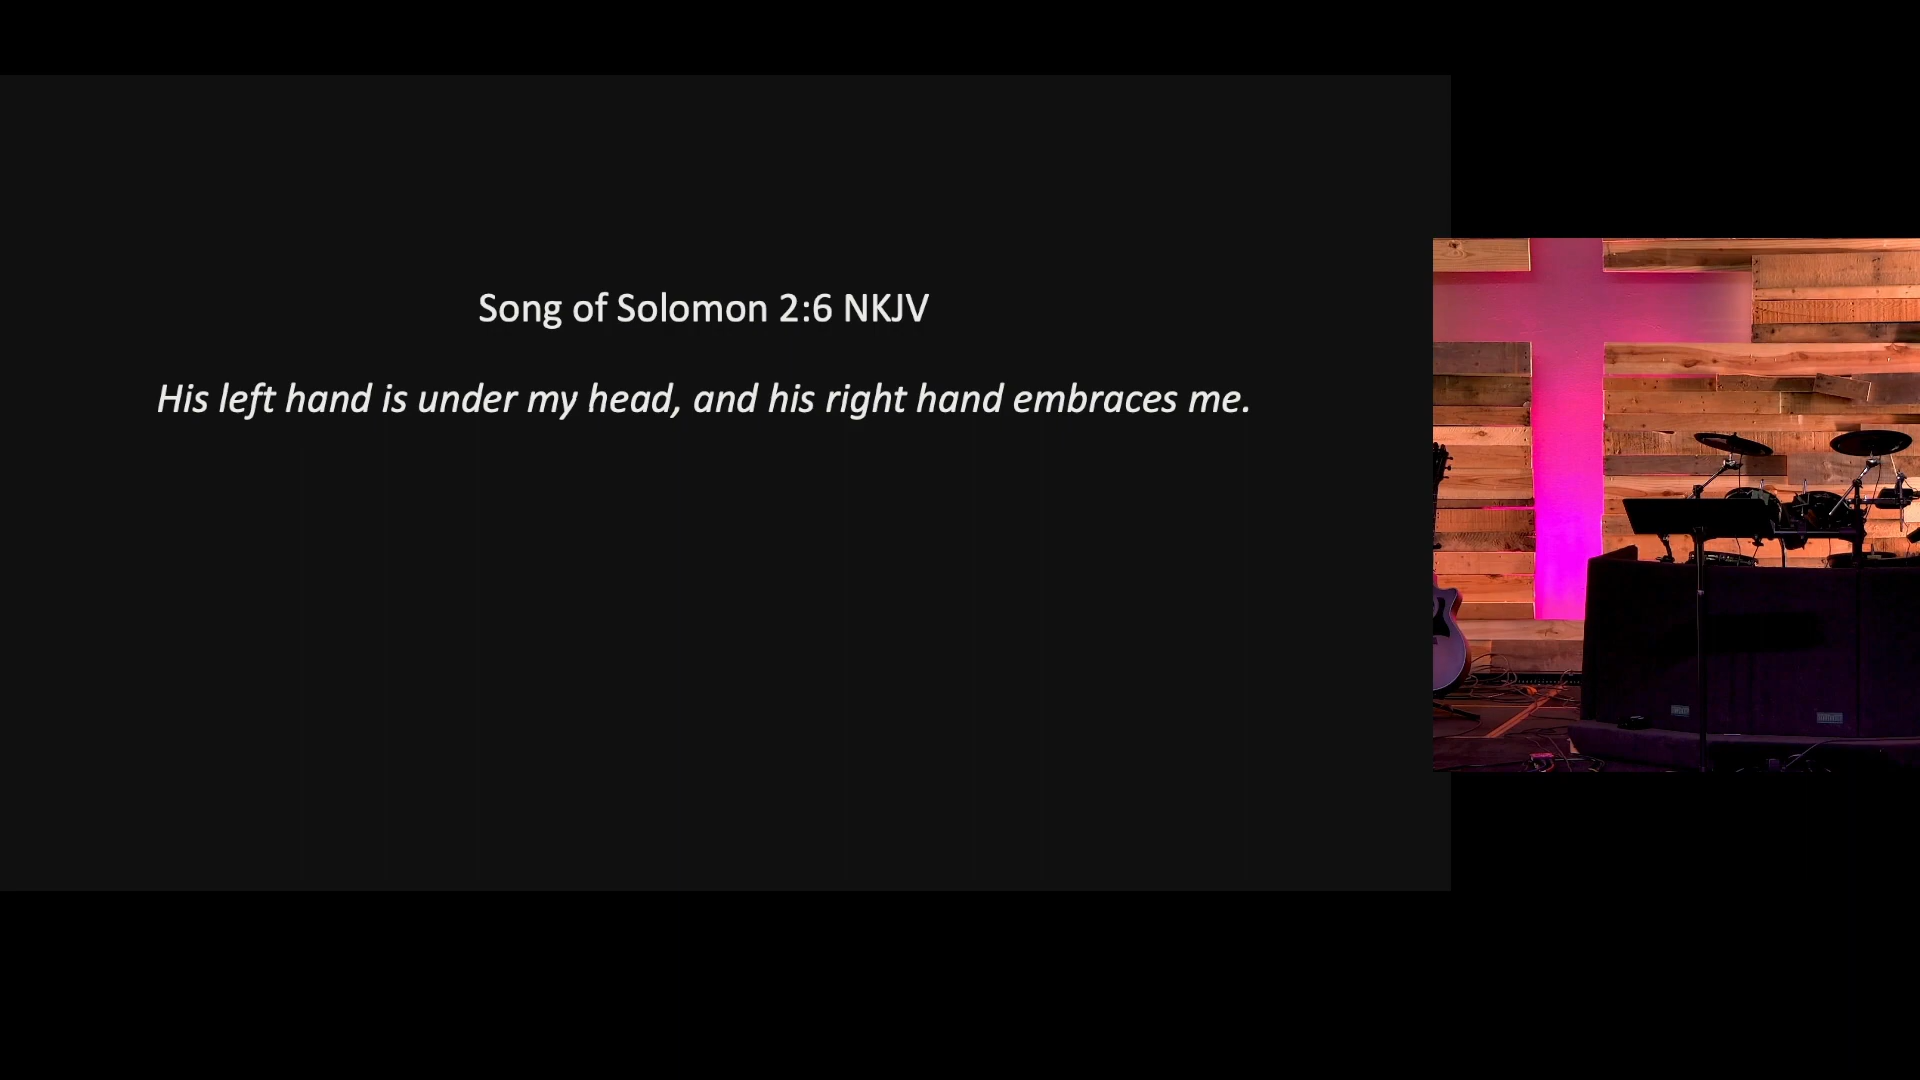 Song of Solomon 2:6 NKJV
His left hand is under my head, and his right hand embraces me.